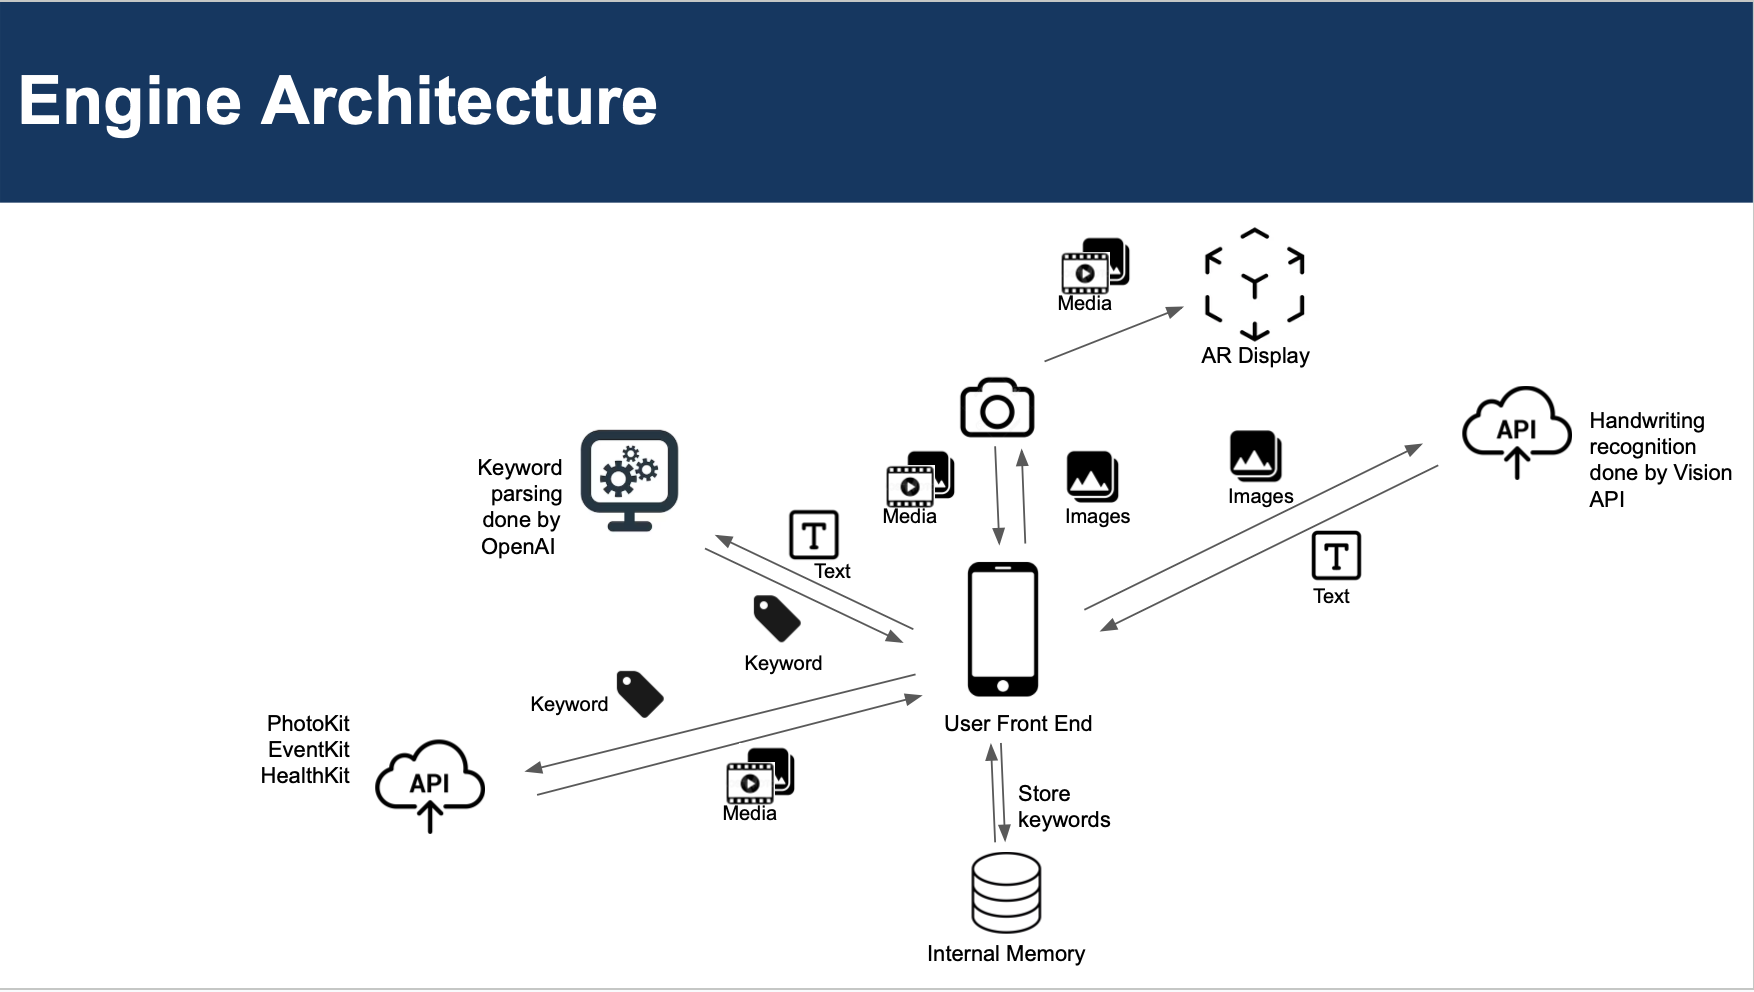 Engine Architecture
Media
AR Display
API
Handwriting
recognition
done by Vision
API
Keyword
parsing
done by
OpenAI
Media
Images
Images
T
Text
T
Text
Keyword
Keyword
User Front End
PhotoKit
EventKit
HealthKit
API
Media
Store
keywords
Internal Memory